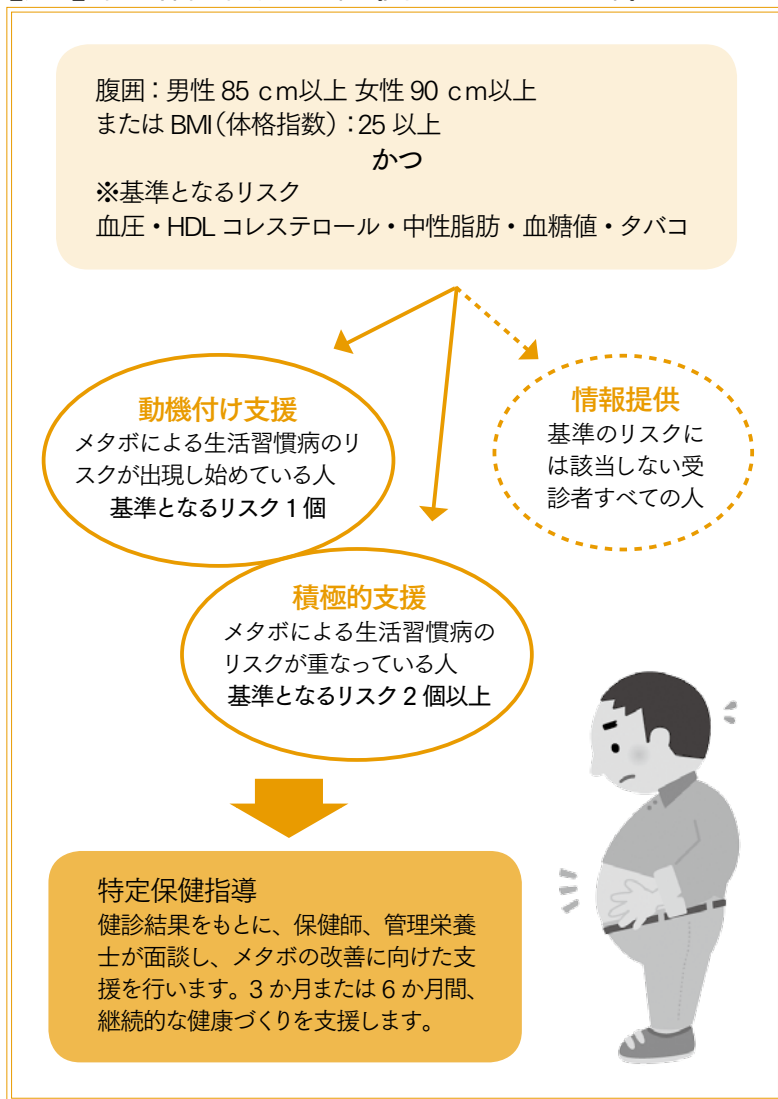 腹囲：男性 85 ｃｍ以上 女性 90 ｃｍ以上
または BMI（体格指数）：25 以上
かつ
※基準となるリスク
血圧・HDL コレステロール・中性脂肪・血糖値・タバコ
動機付け支援
メタボによる生活習慣病のリ
スクが出現し始めている人
基準となるリスク 1 個
情報提供
基準のリスクに
は該当しない受
診者すべての人
積極的支援
メタボによる生活習慣病の
リスクが重なっている人
基準となるリスク 2 個以上
特定保健指導
健診結果をもとに、保健師、管理栄養
士が面談し、メタボの改善に向けた支
援を行います。3 か月または 6 か月間、
継続的な健康づくりを支援します。